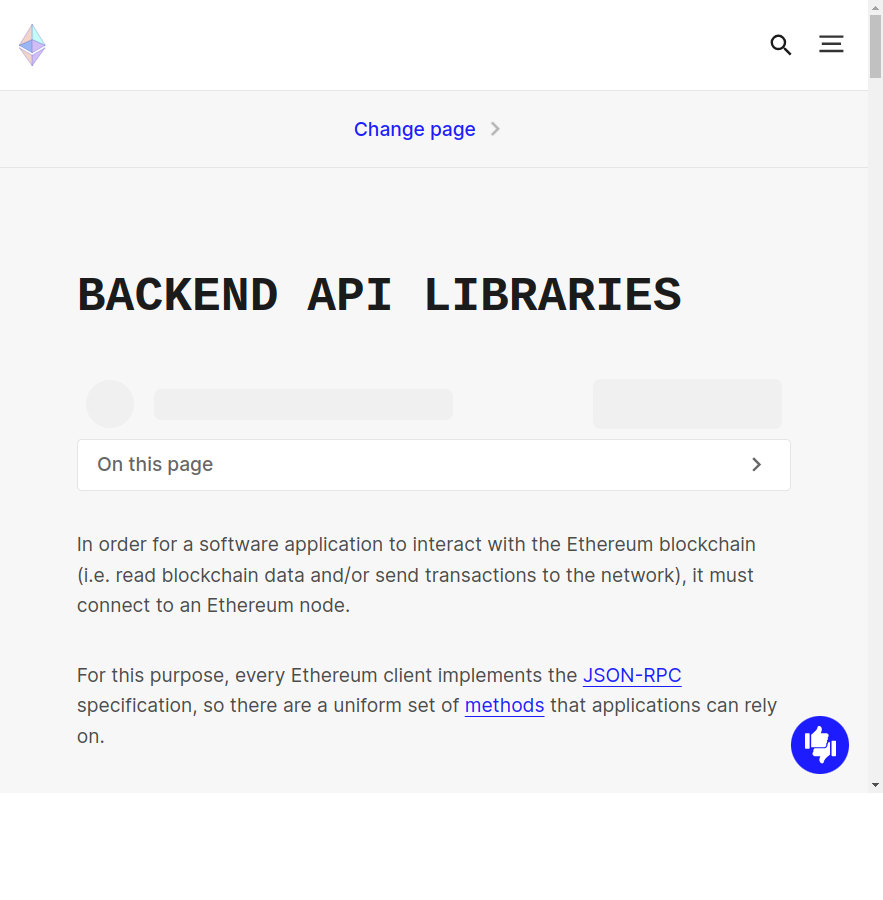 Change page
BACKEND API LIBRARIES
On this page
In order for a software application to interact with the Ethereum blockchain
(i.e. read blockchain data and/or send transactions to the network), it must
connect to an Ethereum node.
For this purpose, every Ethereum client implements the JSON-RPC
specification, so there are a uniform set of methods that applications can rely
on.